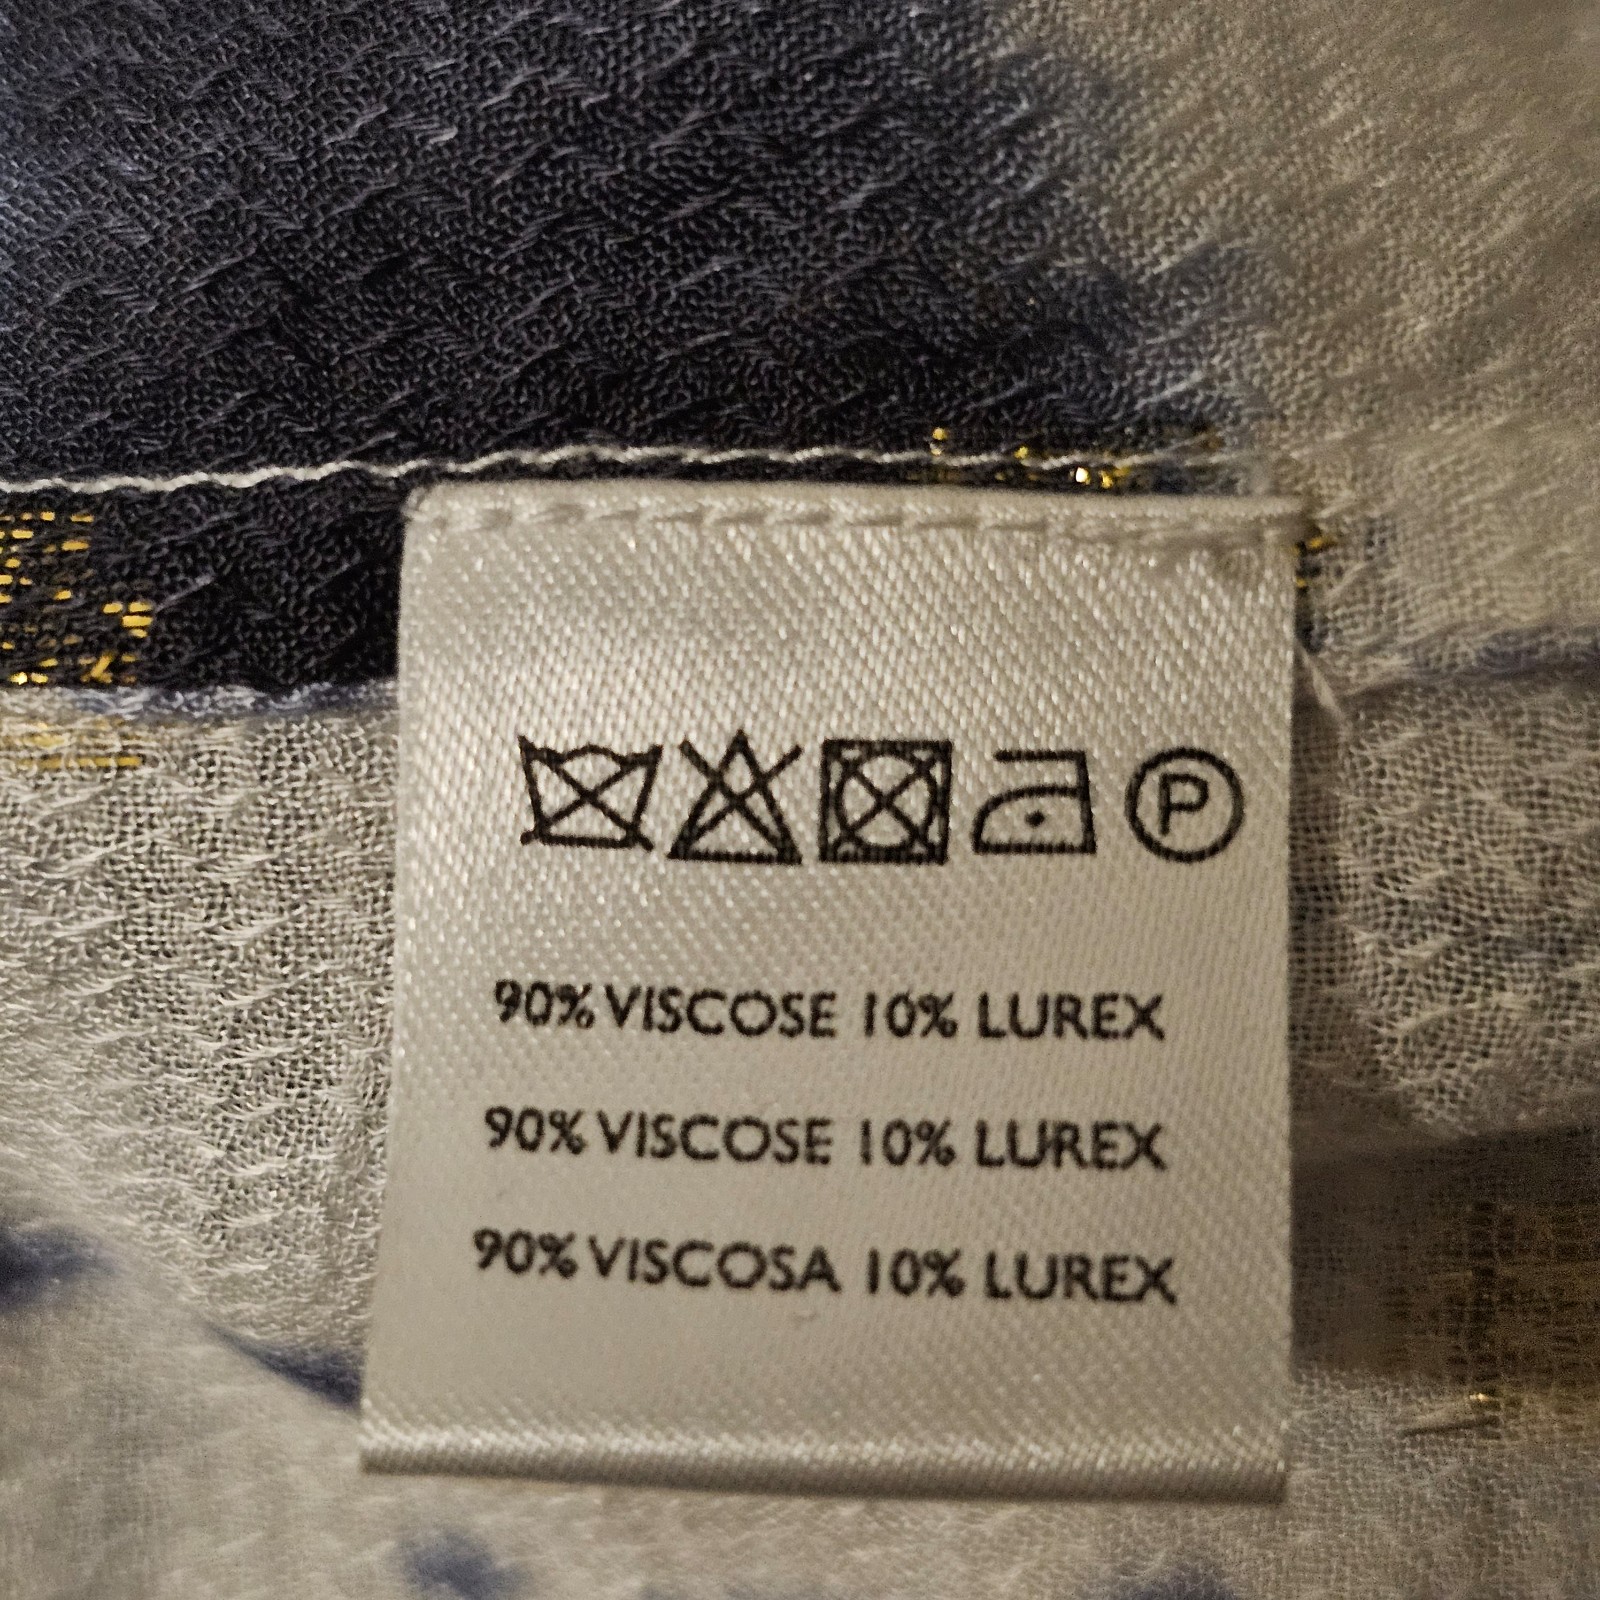 P
90% VISCOSE 10% LUREX
90% VISCOSE 10% LUREX
90% VISCOSA 10% LUREX